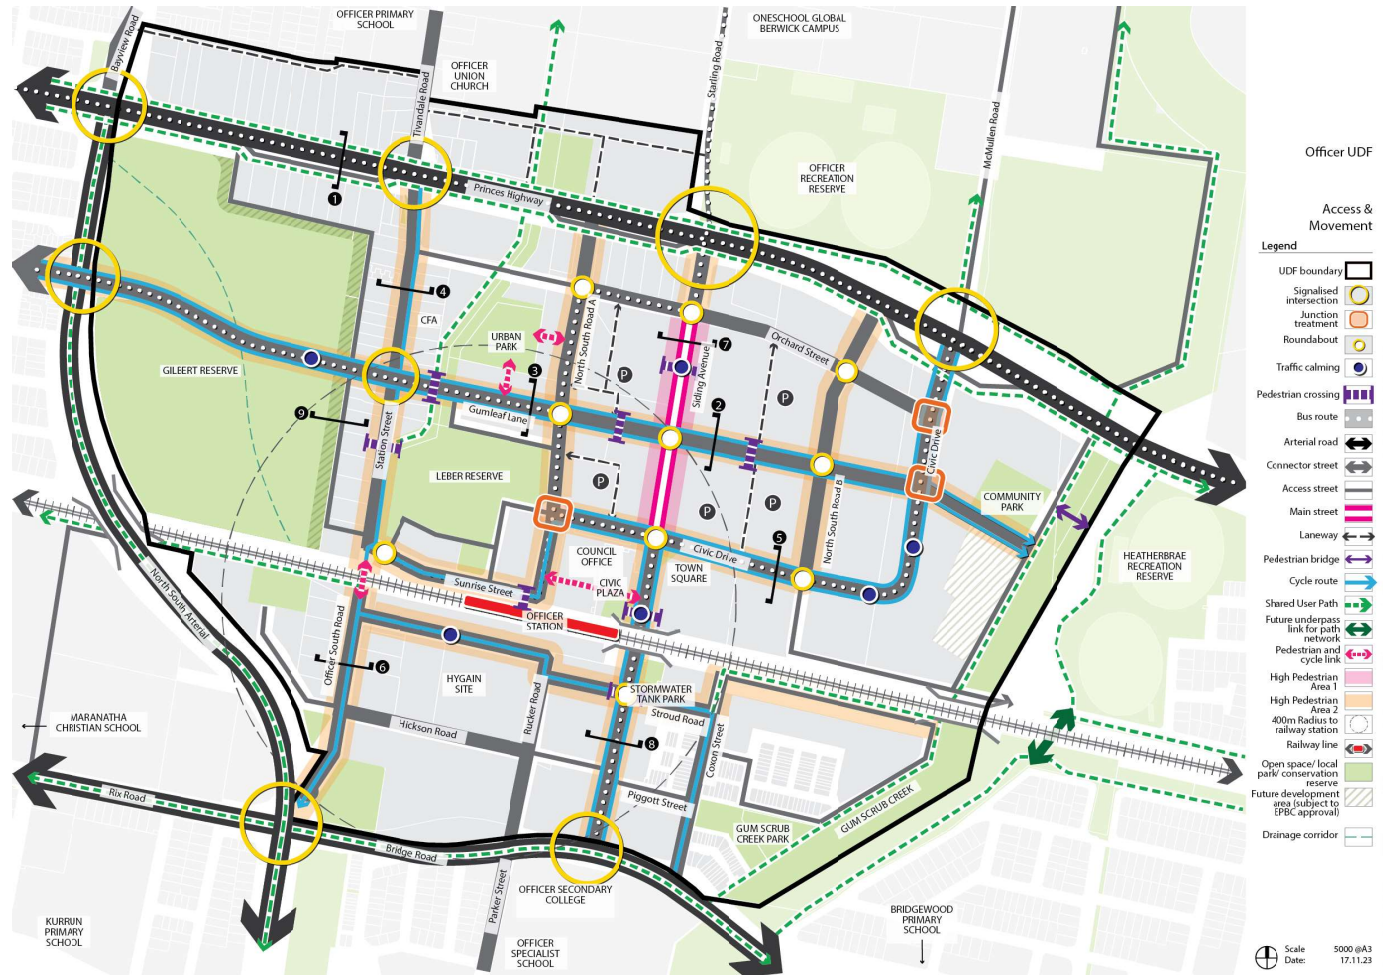 OFFICER PRIMARY
SCHOOL
ONESCHOOL GLOBAL
BERWICK CAMPUS
Bayview Road
Tivendale Road
Starling Road
McMullen Road
OFFICER
UNION
CHURCH
OFFICER
RECREATION
RESERVE
Princes Highway
1
4
CFA
URBAN
PARK
North South Road A
7
Siding Avenue
Orchard Street
3
2
GILBERT RESERVE
9
Gumleaf Lane
Station Street
LEBER RESERVE
P
P
P
P
P
Civic Drive
North South Road B
COMMUNITY
PARK
HEATHERBRAE
RECREATION
RESERVE
COUNCIL
OFFICE
Civic Drive
5
TOWN
SQUARE
CIVIC
PLAZA
Sunrise Street
OFFICER
STATION
North South Arterial
Officer South Road
6
HYGAIN
SITE
Rucker Road
STORMWATER
TANK PARK
Stroud Road
Hickson Road
8
Coxon Street
Piggott Street
MARANATHA
CHRISTIAN SCHOOL
Rix Road
Bridge Road
GUM SCRUB
CREEK PARK
GUM SCRUB CREEK
Parker Street
OFFICER SECONDARY
COLLEGE
OFFICER
SPECIALIST
SCHOOL
BRIDGEWOOD
PRIMARY
SCHOOL
KURRUN
PRIMARY
SCHOOL
Officer UDF
Access &
Movement
Legend
UDF boundary
Signalised
intersection
Junction
treatment
Roundabout
Traffic calming
Pedestrian crossing
Bus route
Arterial road
Connector street
Access street
Main street
Laneway
Pedestrian bridge
Cycle route
Shared User Path
Future underpass
link for path
network
Pedestrian and
cycle link
High Pedestrian
Area 1
High Pedestrian
Area 2
400m Radius to
railway station
Railway line
Open space/ local
park/ conservation
reserve
Future development
area (subject to
EPBC approval)
Drainage corridor
Scale 5000 @A3
Date: 17.11.23